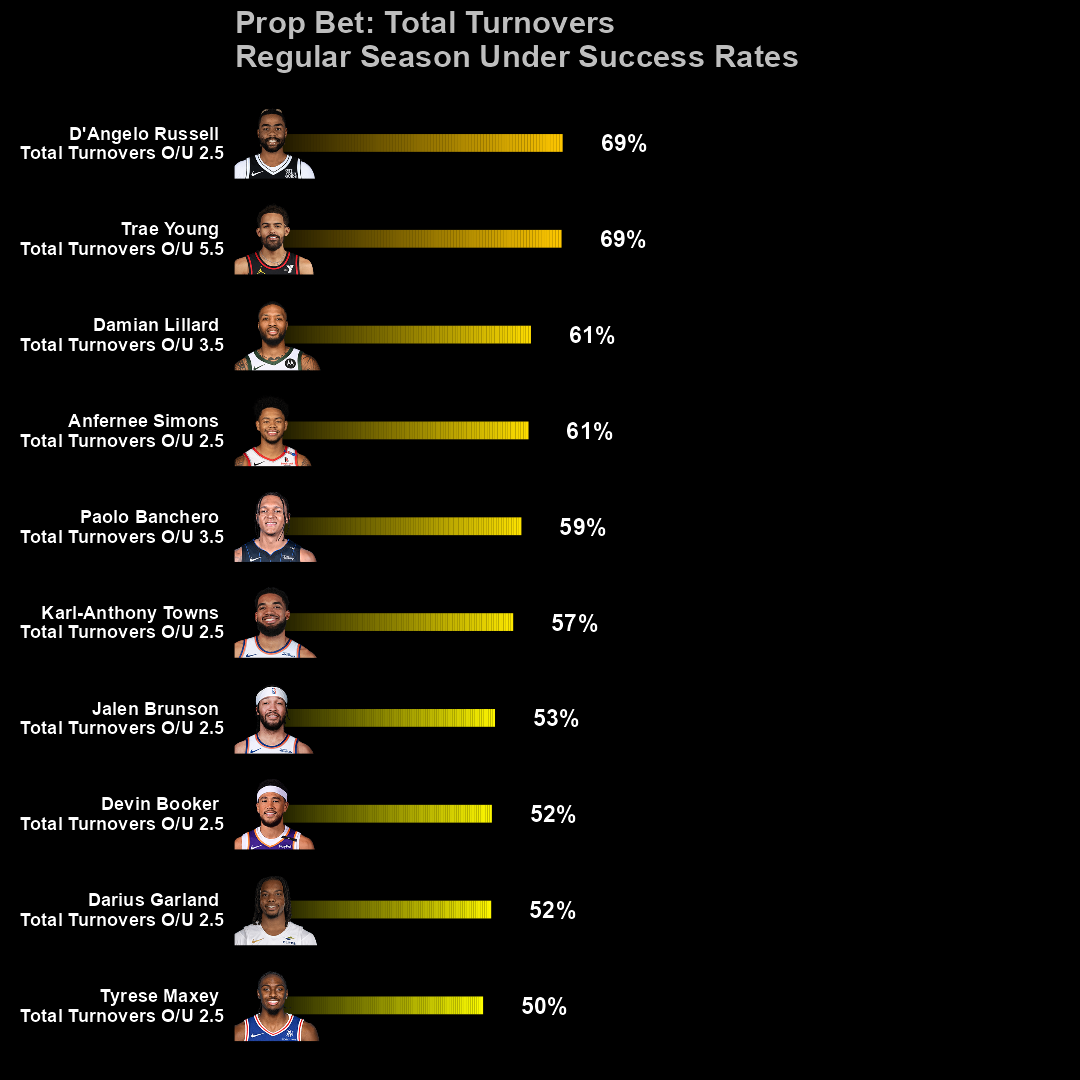 Prop Bet: Total Turnovers
Regular Season Under Success Rates
D'Angelo Russell
Total Turnovers O/U 2.5
69%
Trae Young
Total Turnovers O/U 5.5
69%
Damian Lillard
Total Turnovers O/U 3.5
61%
Anfernee Simons
Total Turnovers O/U 2.5
61%
Paolo Banchero
Total Turnovers O/U 3.5
59%
Karl-Anthony Towns
Total Turnovers O/U 2.5
57%
Jalen Brunson
Total Turnovers O/U 2.5
53%
Devin Booker
Total Turnovers O/U 2.5
52%
Darius Garland
Total Turnovers O/U 2.5
52%
Tyrese Maxey
Total Turnovers O/U 2.5
50%